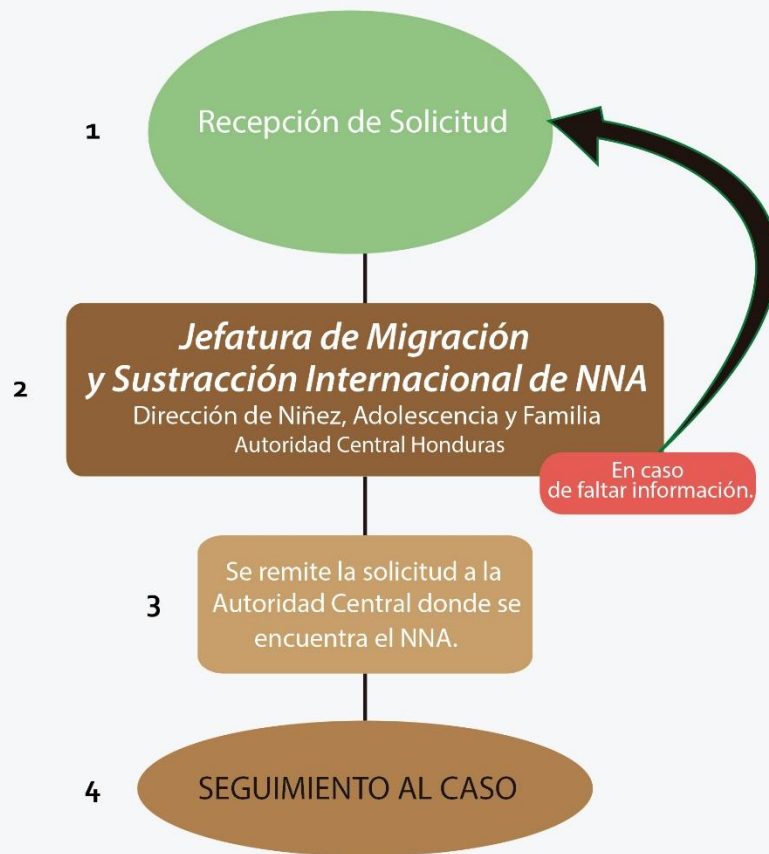 1
Recepción de Solicitud
2
Jefatura de Migración
y Sustracción Internacional de NNA
Dirección de Niñez, Adolescencia y Familia
Autoridad Central Honduras
En caso
de faltar información.
3
Se remite la solicitud a la
Autoridad Central donde se
encuentra el NNA.
4
SEGUIMIENTO AL CASO